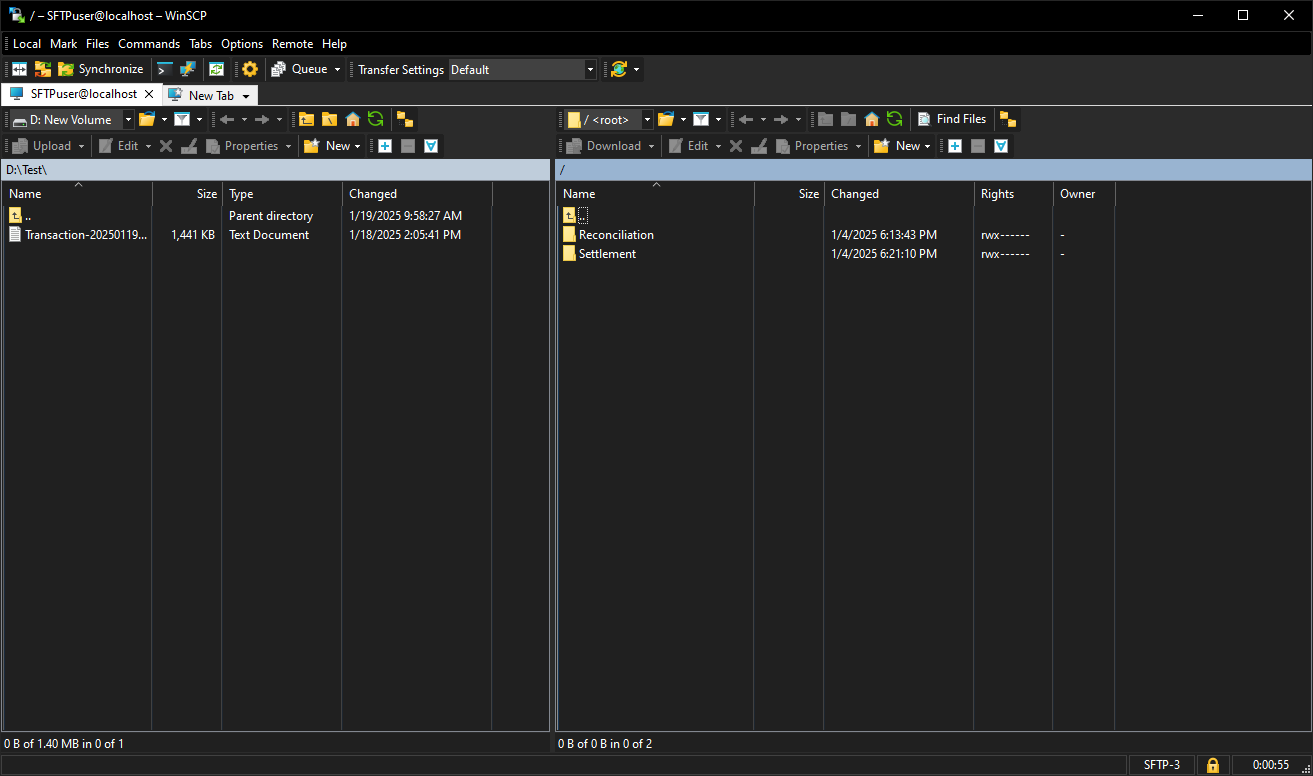 / – SFTPuser@localhost – WinSCP
Local Mark Files Commands Tabs Options Remote Help
Synchronize Queue Transfer Settings Default
SFTPuser@localhost New Tab
D: New Volume
Upload Edit Properties New
D:\Test\
Name Size Type Changed
.. Parent directory 1/19/2025 9:58:27 AM
Transaction-20250119... 1,441 KB Text Document 1/18/2025 2:05:41 PM
0 B of 1.40 MB in 0 of 1
/ <root> Find Files
Download Edit Properties New
/
Name Size Changed Rights Owner
..
Reconciliation 1/4/2025 6:13:43 PM rwx------ -
Settlement 1/4/2025 6:21:10 PM rwx------ -
0 B of 0 B in 0 of 2
SFTP-3 0:00:55